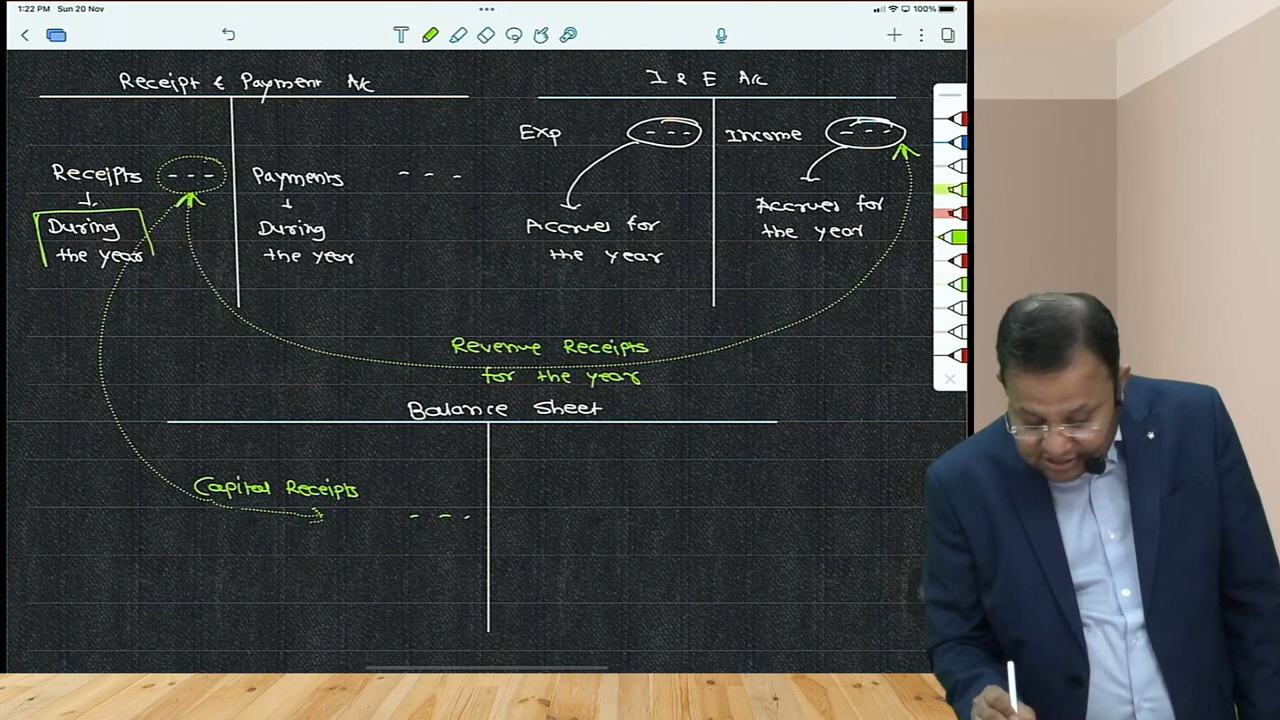 1:22 PM Sun 20 Nov
100%
Receipt & Payment A/c
I & E A/c
Exp - - -
Income - - -
Receipts - - -
Payments - - -
During
the year
During
the year
Accrues for
the year
Accrues for
the year
Revenue Receipts
for the year
Balance Sheet
Capital Receipts
- - -